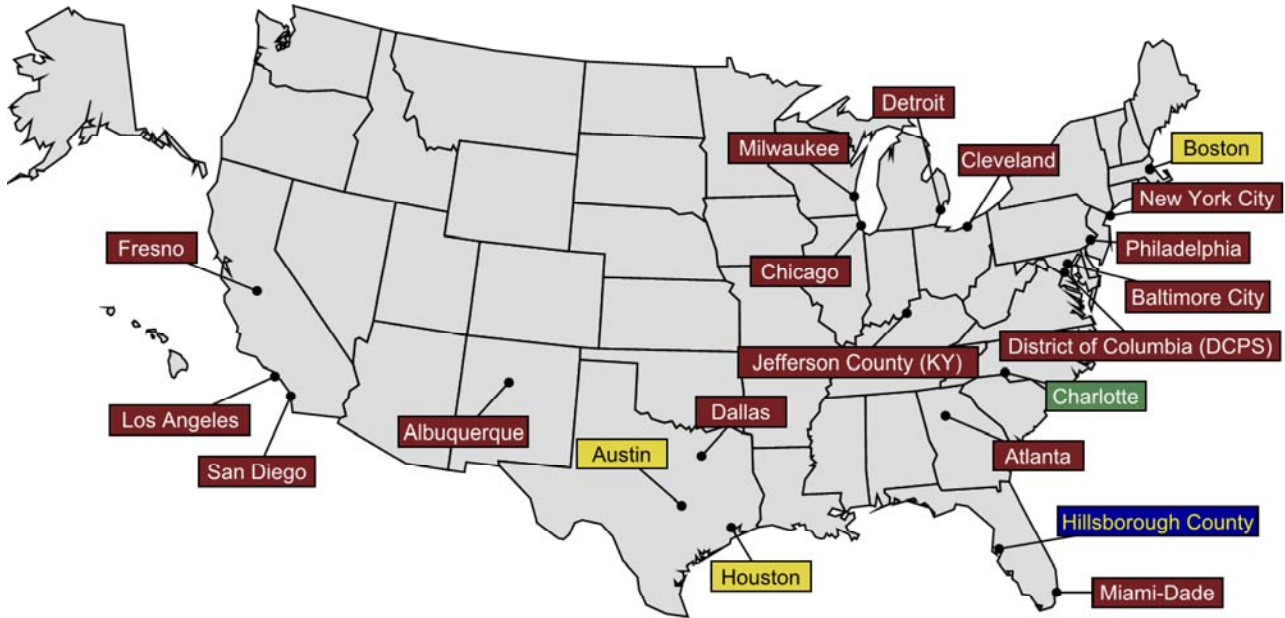 Detroit
Milwaukee
Cleveland
Boston
New York City
Fresno
Philadelphia
Chicago
Baltimore City
District of Columbia (DCPS)
Jefferson County (KY)
Charlotte
Los Angeles
Dallas
Albuquerque
Austin
Atlanta
San Diego
Hillsborough County
Houston
Miami-Dade